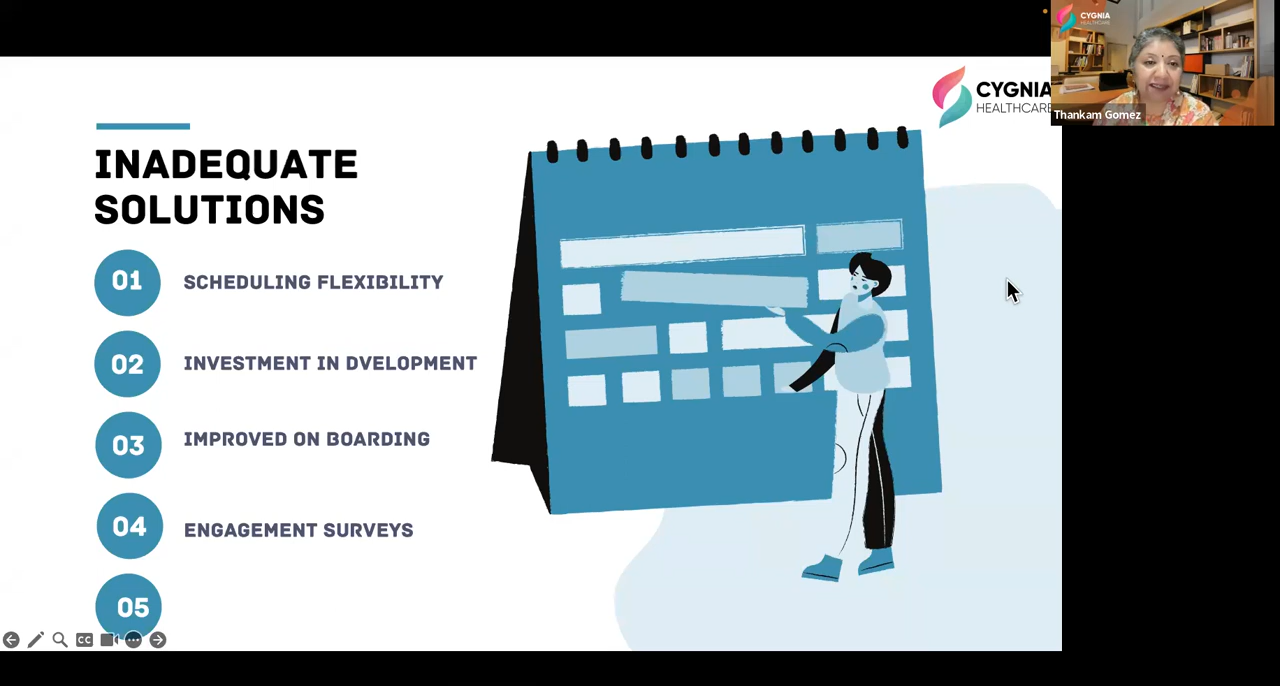 CYGNIA
HEALTHCARE
Thankam Gomez
CYGNIA
HEALTHCARE
INADEQUATE
SOLUTIONS
01 SCHEDULING FLEXIBILITY
02 INVESTMENT IN DVELOPMENT
03 IMPROVED ON BOARDING
04 ENGAGEMENT SURVEYS
05
CC